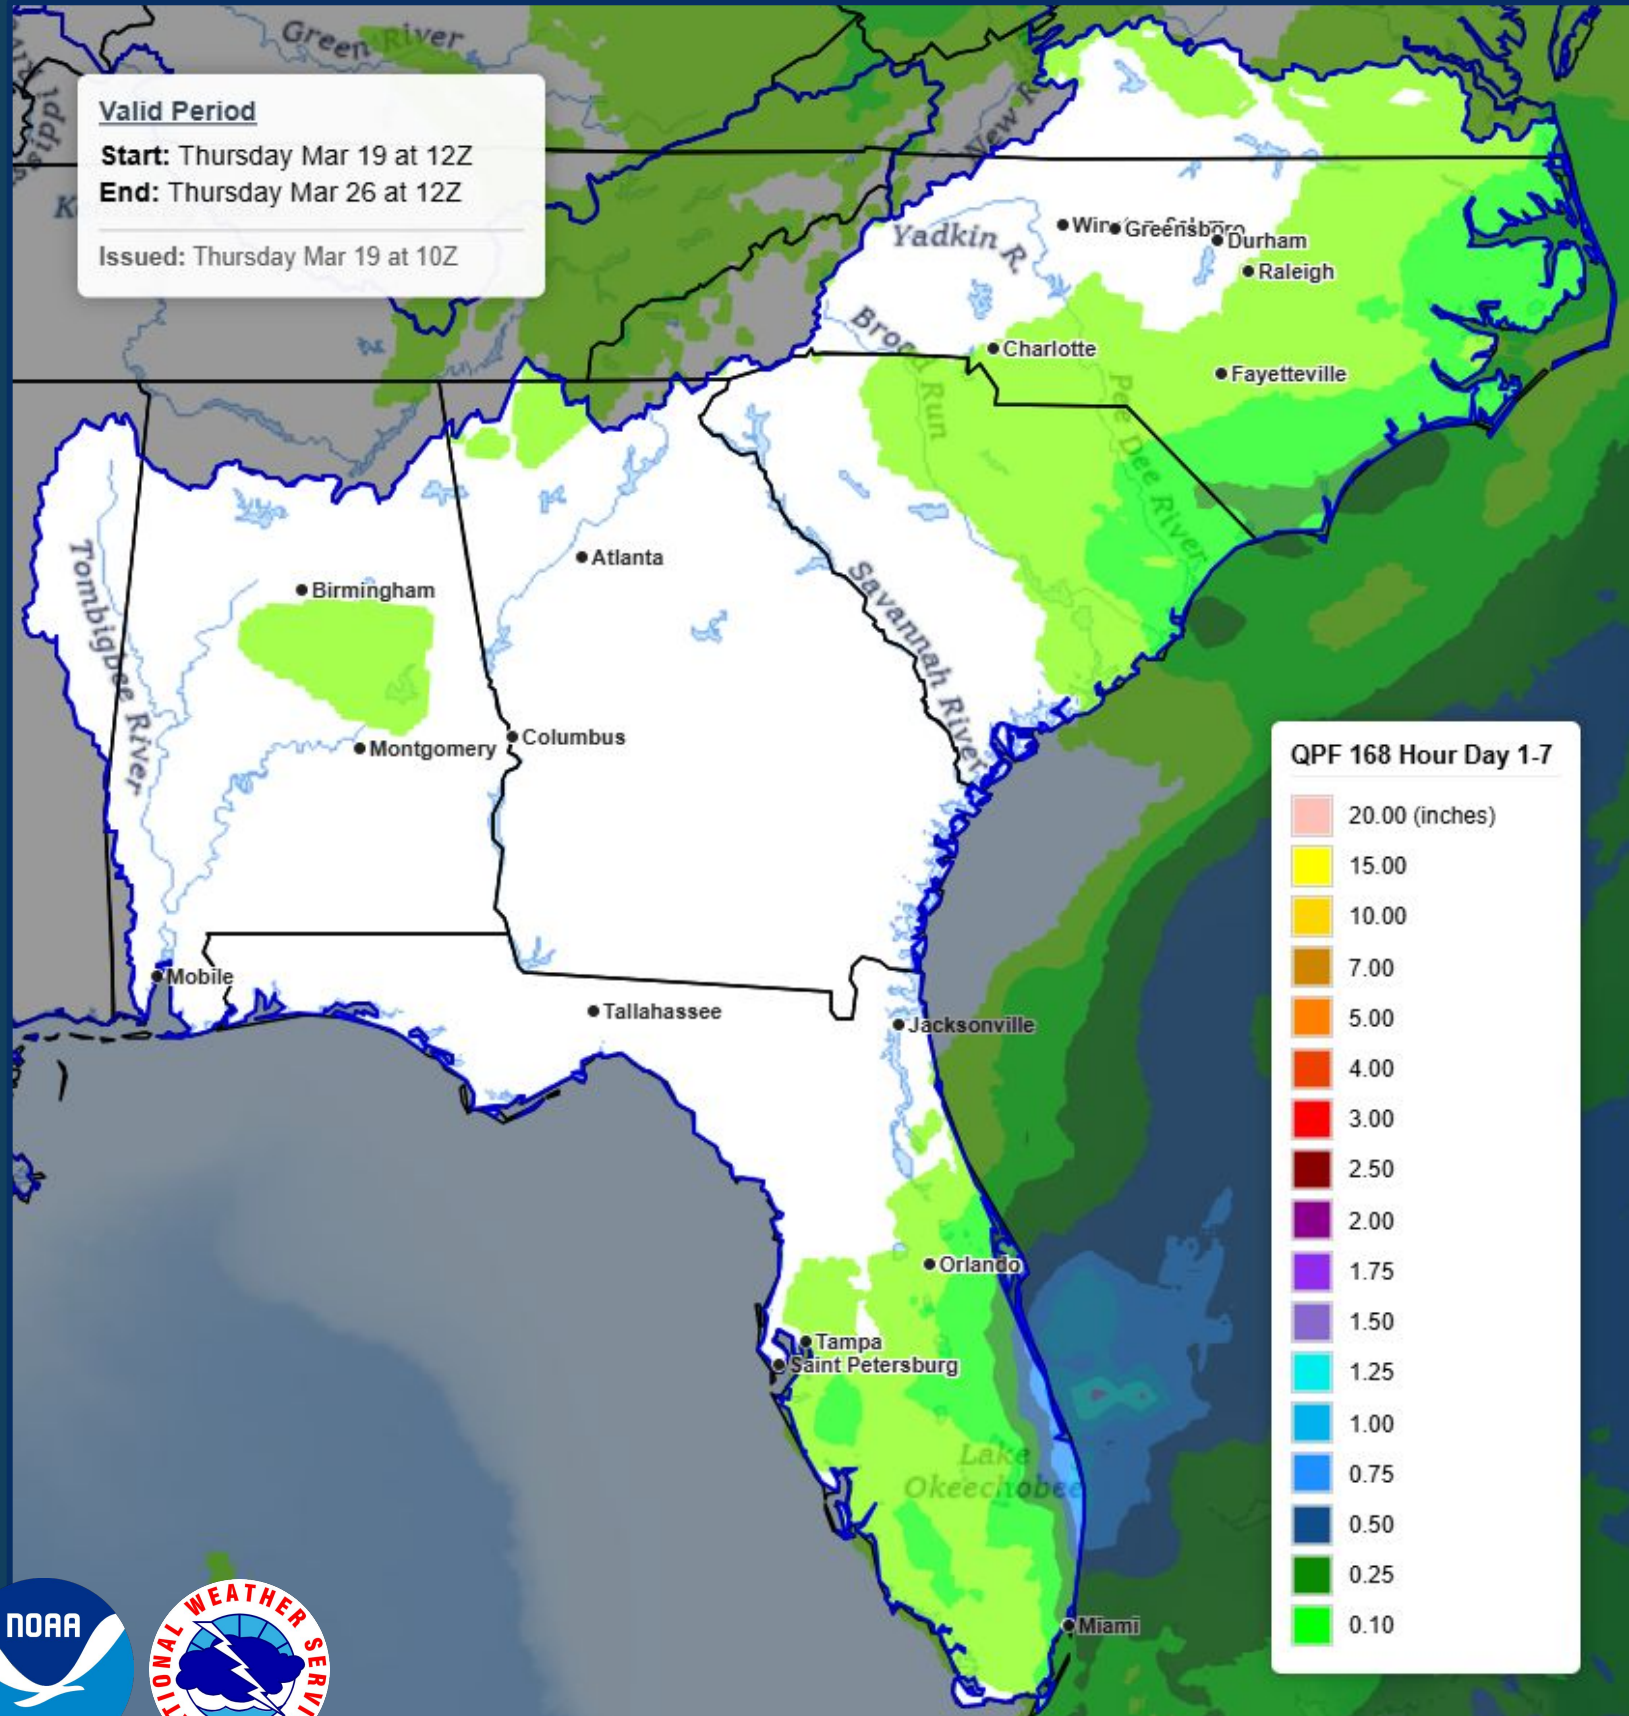 Green River
Valid Period
Start: Thursday Mar 19 at 12Z
End: Thursday Mar 26 at 12Z
Issued: Thursday Mar 19 at 10Z
Yadkin R.
Greensboro
Durham
Raleigh
Broad Run
Charlotte
Pee Dee River
Fayetteville
Tombigbee River
Birmingham
Atlanta
Savannah River
Montgomery
Columbus
Mobile
Tallahassee
Jacksonville
Orlando
Tampa
Saint Petersburg
Lake
Okeechobee
Miami
QPF 168 Hour Day 1-7
20.00 (inches)
15.00
10.00
7.00
5.00
4.00
3.00
2.50
2.00
1.75
1.50
1.25
1.00
0.75
0.50
0.25
0.10
NOAA
WEATHER